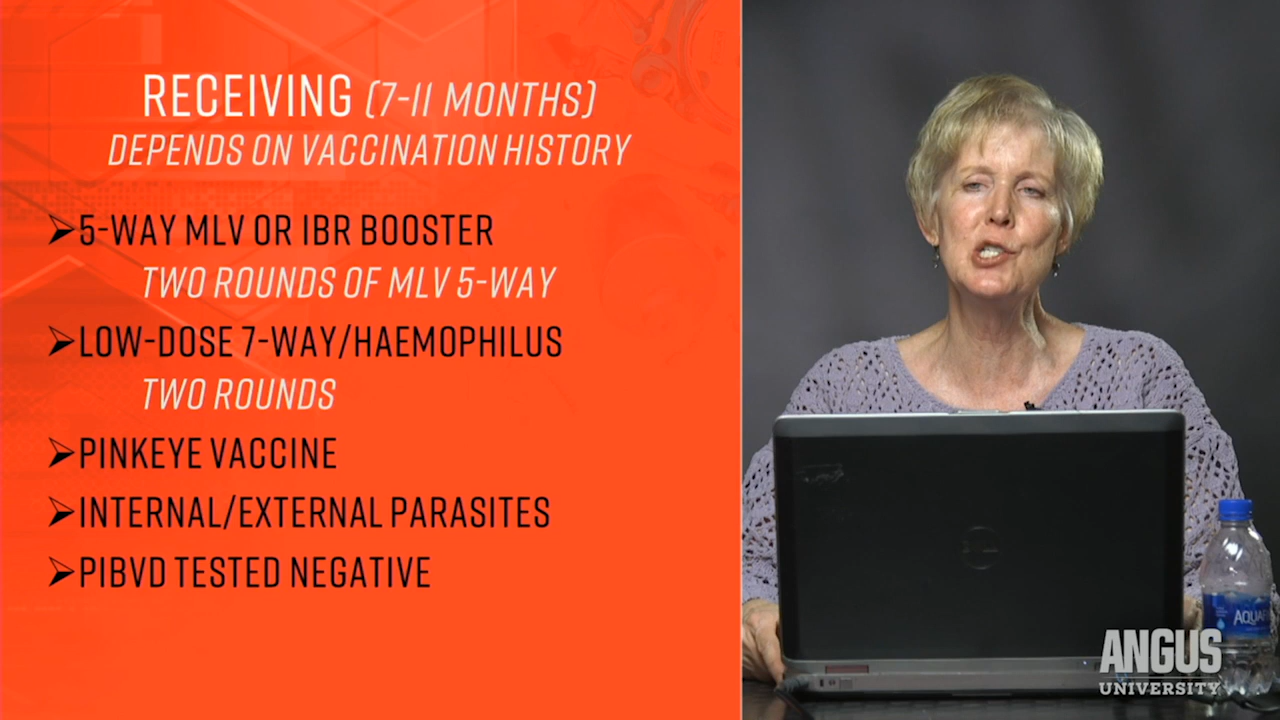 RECEIVING (7-11 MONTHS)
DEPENDS ON VACCINATION HISTORY
➢5-WAY MLV OR IBR BOOSTER
TWO ROUNDS OF MLV 5-WAY
➢LOW-DOSE 7-WAY/HAEMOPHILUS
TWO ROUNDS
➢PINKEYE VACCINE
➢INTERNAL/EXTERNAL PARASITES
➢PIBVD TESTED NEGATIVE
ANGUS
UNIVERSITY